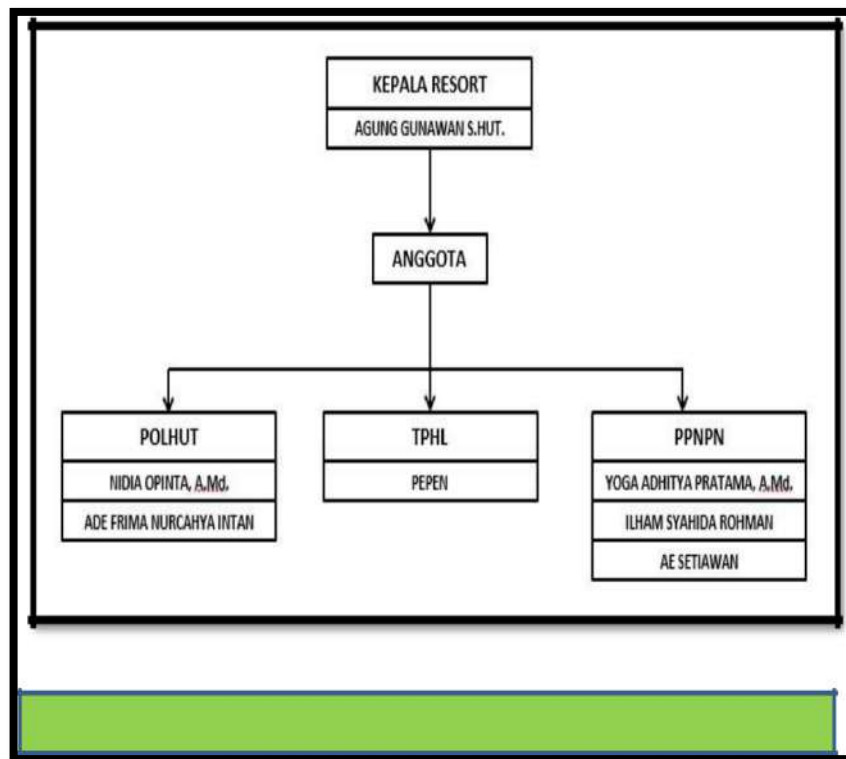 KEPALA RESORT
AGUNG GUNAWAN S.HUT.
ANGGOTA
POLHUT
NIDIA OPINTA, A.Md.
ADE FRIMA NURCAHYA INTAN
TPHL
PEPEN
PPNPN
YOGA ADHITYA PRATAMA, A.Md.
ILHAM SYAHIDA ROHMAN
AE SETIAWAN